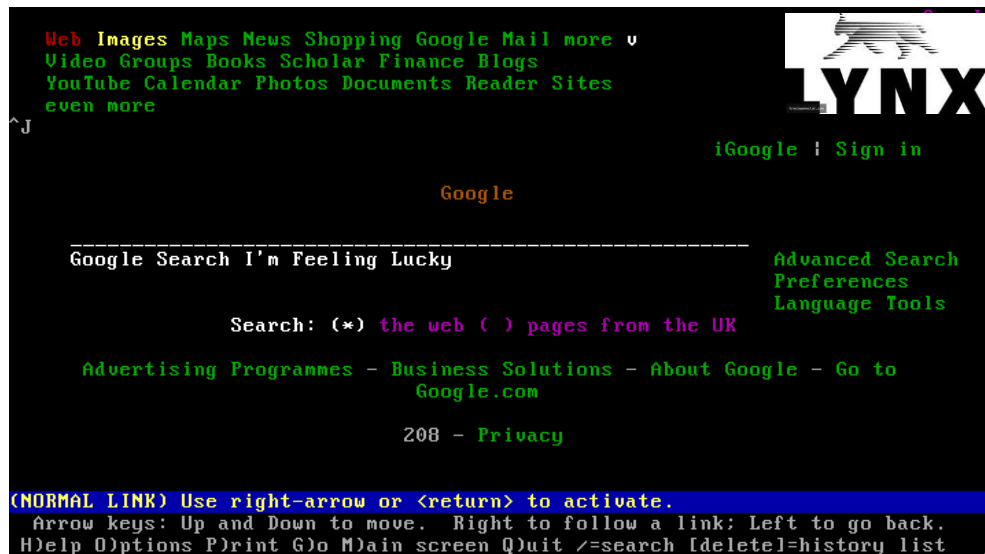 Web Images Maps News Shopping Google Mail more v
Video Groups Books Scholar Finance Blogs
YouTube Calendar Photos Documents Reader Sites
even more
LYNX
^J
iGoogle ¦ Sign in
Google
Google Search I'm Feeling Lucky
Advanced Search
Preferences
Language Tools
Search: (*) the web ( ) pages from the UK
Advertising Programmes - Business Solutions - About Google - Go to
Google.com
208 - Privacy
(NORMAL LINK) Use right-arrow or <return> to activate.
Arrow keys: Up and Down to move. Right to follow a link; Left to go back.
H)elp O)ptions P)rint G)o M)ain screen Q)uit /=search [delete]=history list